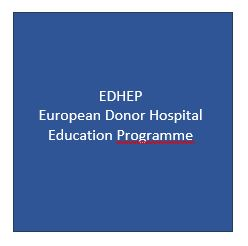 EDHEP
European Donor Hospital
Education Programme